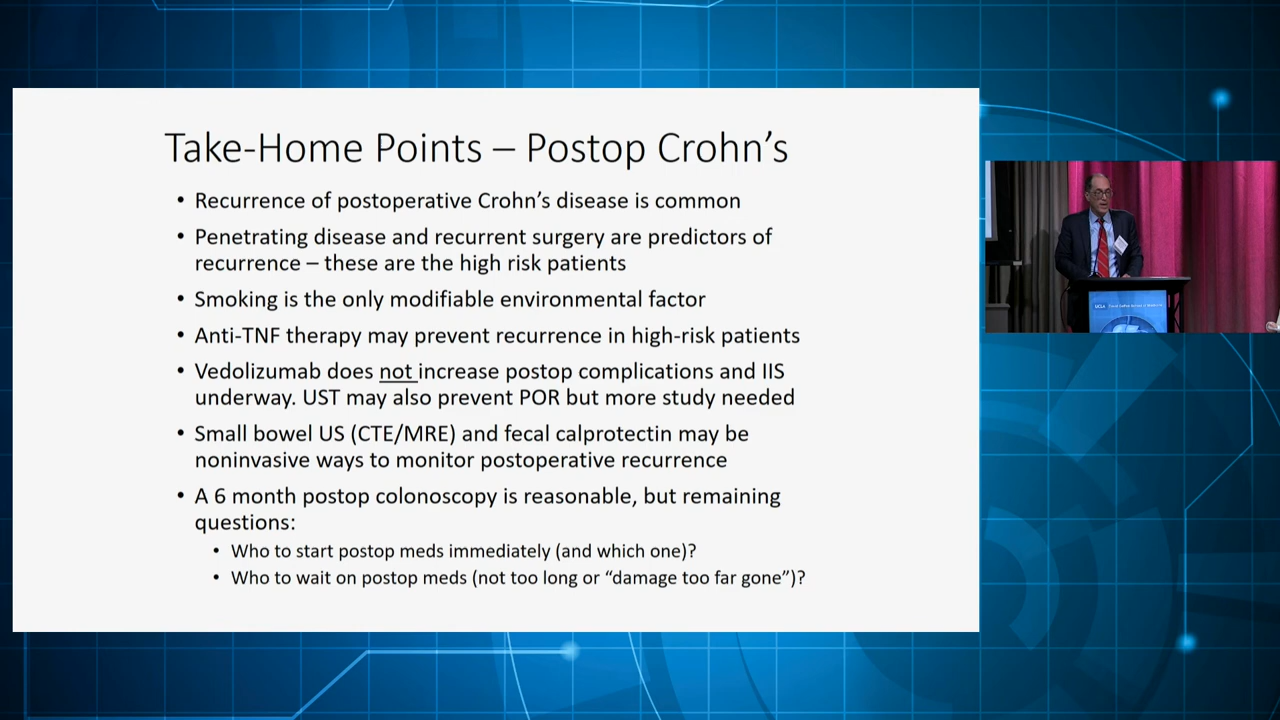 Take-Home Points – Postop Crohn's
• Recurrence of postoperative Crohn's disease is common
• Penetrating disease and recurrent surgery are predictors of
recurrence – these are the high risk patients
• Smoking is the only modifiable environmental factor
• Anti-TNF therapy may prevent recurrence in high-risk patients
• Vedolizumab does not increase postop complications and IIS
underway. UST may also prevent POR but more study needed
• Small bowel US (CTE/MRE) and fecal calprotectin may be
noninvasive ways to monitor postoperative recurrence
• A 6 month postop colonoscopy is reasonable, but remaining
questions:
• Who to start postop meds immediately (and which one)?
• Who to wait on postop meds (not too long or “damage too far gone”)?
UCLA